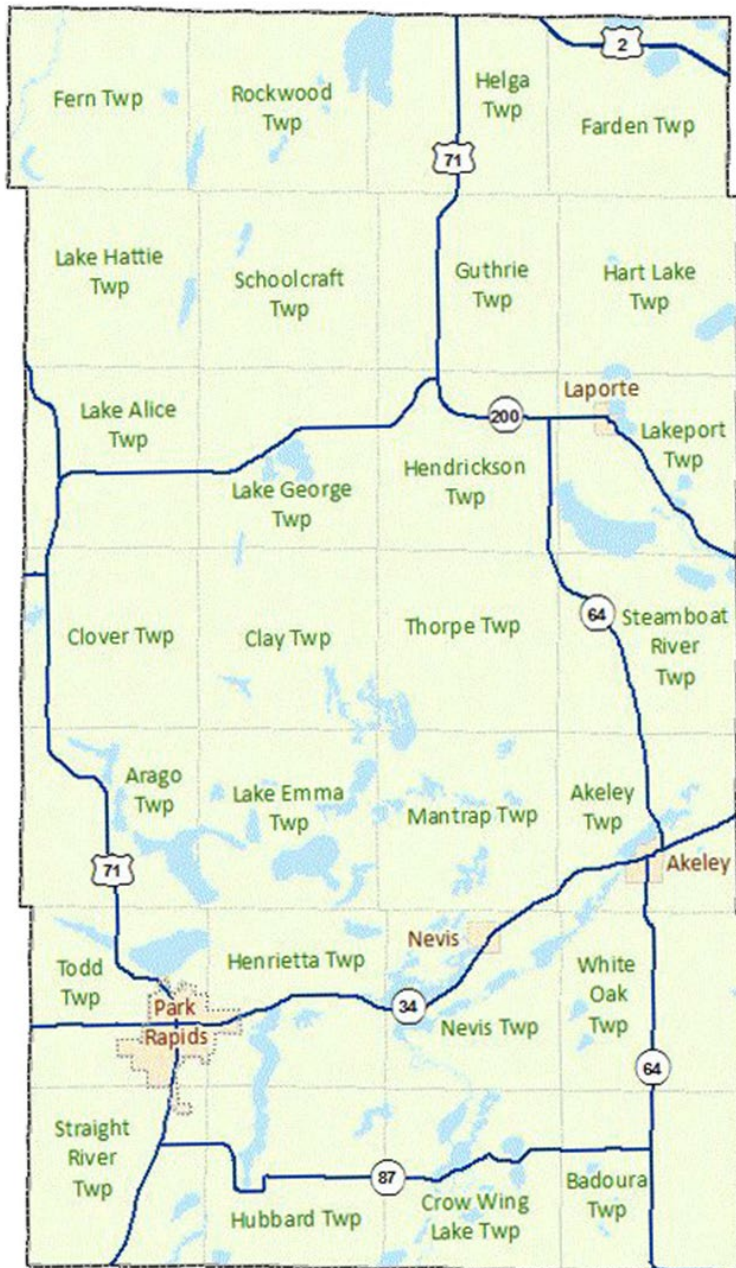 2
Fern Twp
Rockwood
Twp
Helga
Twp
Farden Twp
71
Lake Hattie
Twp
Schoolcraft
Twp
Guthrie
Twp
Hart Lake
Twp
Laporte
Lake Alice
Twp
200
Lakeport
Twp
Lake George
Twp
Hendrickson
Twp
64
Clover Twp
Clay Twp
Thorpe Twp
Steamboat
River
Twp
Arago
Twp
Lake Emma
Twp
Mantrap Twp
Akeley
Twp
71
Akeley
Nevis
Todd
Twp
Henrietta Twp
White
Oak
Twp
Park
Rapids
34
Nevis Twp
64
Straight
River
Twp
87
Hubbard Twp
Crow Wing
Lake Twp
Badoura
Twp